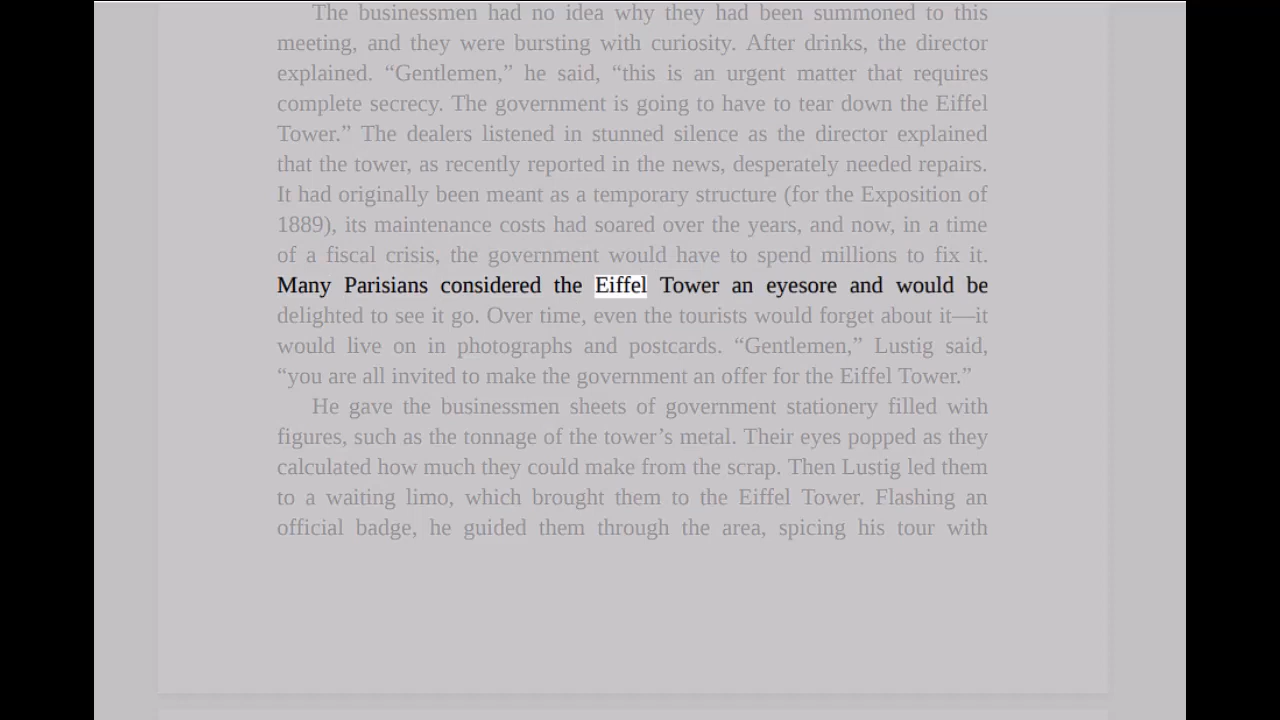 The businessmen had no idea why they had been summoned to this
meeting, and they were bursting with curiosity. After drinks, the director
explained. “Gentlemen,” he said, “this is an urgent matter that requires
complete secrecy. The government is going to have to tear down the Eiffel
Tower.” The dealers listened in stunned silence as the director explained
that the tower, as recently reported in the news, desperately needed repairs.
It had originally been meant as a temporary structure (for the Exposition of
1889), its maintenance costs had soared over the years, and now, in a time
of a fiscal crisis, the government would have to spend millions to fix it.
Many Parisians considered the Eiffel Tower an eyesore and would be
delighted to see it go. Over time, even the tourists would forget about it—it
would live on in photographs and postcards. “Gentlemen,” Lustig said,
“you are all invited to make the government an offer for the Eiffel Tower.”
He gave the businessmen sheets of government stationery filled with
figures, such as the tonnage of the tower’s metal. Their eyes popped as they
calculated how much they could make from the scrap. Then Lustig led them
to a waiting limo, which brought them to the Eiffel Tower. Flashing an
official badge, he guided them through the area, spicing his tour with